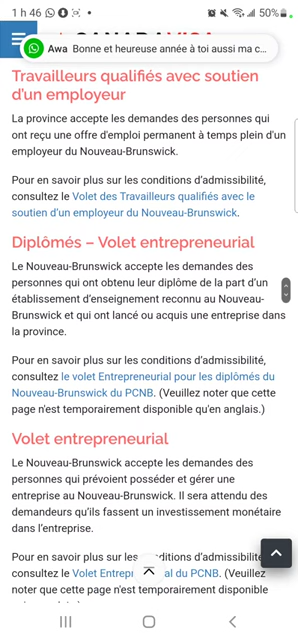 1 h 46
50%
CANADAVISA
Awa Bonne et heureuse année à toi aussi ma c...
Travailleurs qualifiés avec soutien
d'un employeur
La province accepte les demandes des personnes qui
ont reçu une offre d'emploi permanent à temps plein d'un
employeur du Nouveau-Brunswick.
Pour en savoir plus sur les conditions d'admissibilité,
consultez le Volet des Travailleurs qualifiés avec le
soutien d'un employeur du Nouveau-Brunswick.
Diplômés – Volet entrepreneurial
Le Nouveau-Brunswick accepte les demandes des
personnes qui ont obtenu leur diplôme de la part d'un
établissement d'enseignement reconnu au Nouveau-
Brunswick et qui ont lancé ou acquis une entreprise dans
la province.
Pour en savoir plus sur les conditions d'admissibilité,
consultez le volet Entrepreneurial pour les diplômés du
Nouveau-Brunswick du PCNB. (Veuillez noter que cette
page n'est temporairement disponible qu'en anglais.)
Volet entrepreneurial
Le Nouveau-Brunswick accepte les demandes des
personnes qui prévoient posséder et gérer une
entreprise au Nouveau-Brunswick. Il sera attendu des
demandeurs qu'ils fassent un investissement monétaire
dans l'entreprise.
Pour en savoir plus sur les conditions d'admissibilité
consultez le Volet Entrepr al du PCNB. (Veuillez
noter que cette page n'est temporairement disponible